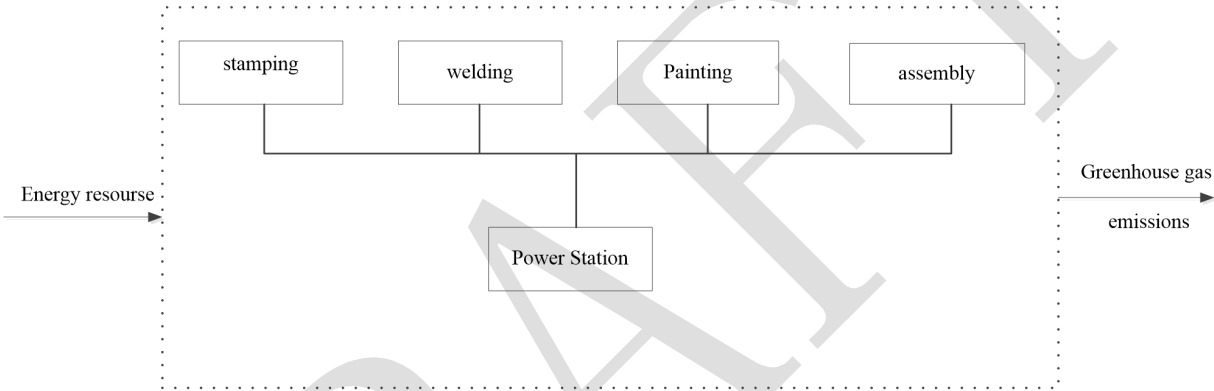 stamping
welding
Painting
assembly
Energy resourse
Greenhouse gas
emissions
Power Station